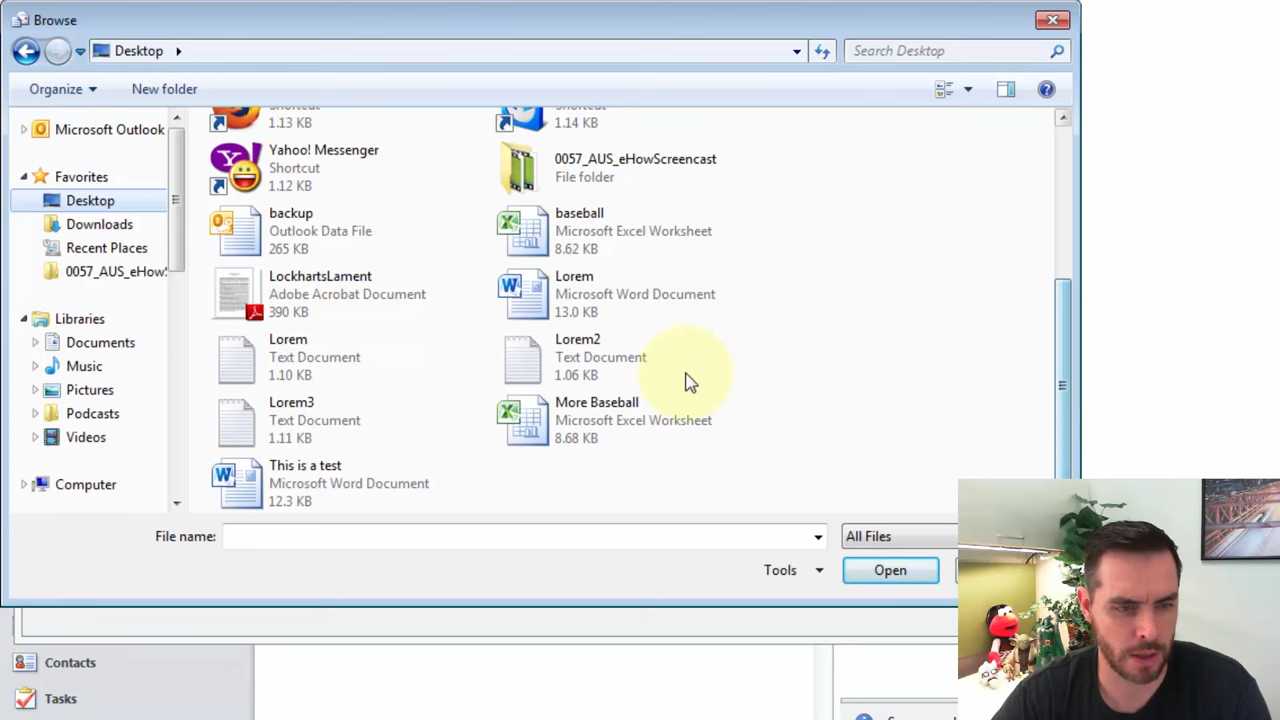 Browse
Desktop
Search Desktop
Organize
New folder
Shortcut
1.13 KB
Shortcut
1.14 KB
Microsoft Outlook
Favorites
Desktop
Downloads
Recent Places
0057_AUS_eHow
Libraries
Documents
Music
Pictures
Podcasts
Videos
Computer
Yahoo! Messenger
Shortcut
1.12 KB
0057_AUS_eHowScreencast
File folder
backup
Outlook Data File
265 KB
baseball
Microsoft Excel Worksheet
8.62 KB
LockhartsLament
Adobe Acrobat Document
390 KB
Lorem
Microsoft Word Document
13.0 KB
Lorem
Text Document
1.10 KB
Lorem2
Text Document
1.06 KB
Lorem3
Text Document
1.11 KB
More Baseball
Microsoft Excel Worksheet
8.68 KB
This is a test
Microsoft Word Document
12.3 KB
File name:
All Files
Tools
Open
Contacts
Tasks